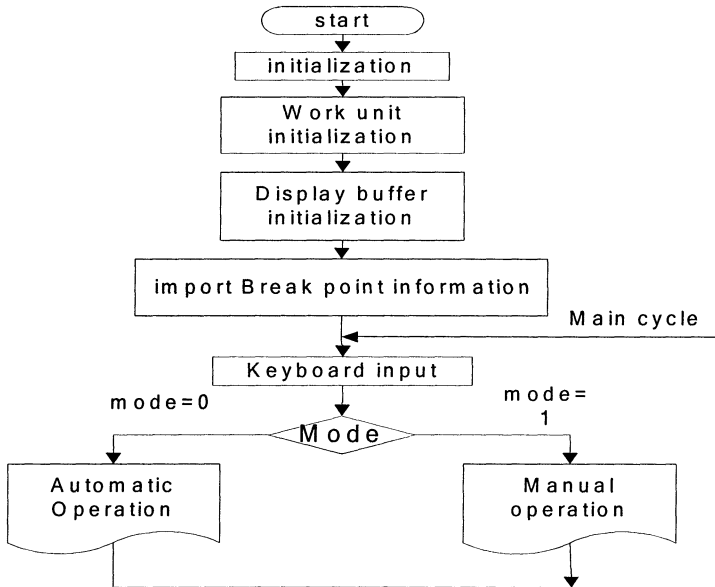 start
initialization
Work unit
initialization
Display buffer
initialization
import Break point information
Main cycle
Keyboard input
mode=0
mode=
1
Mode
Automatic
Operation
Manual
operation